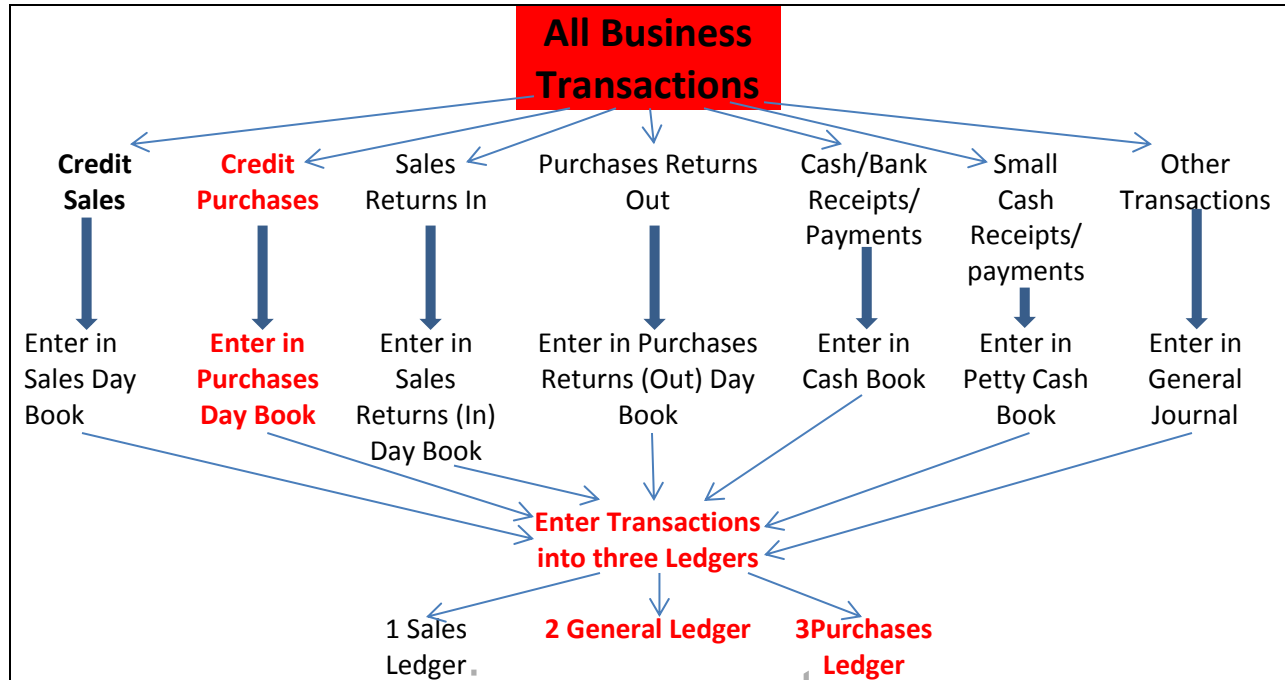 All Business
Transactions
Credit
Sales
Credit
Purchases
Sales
Returns In
Purchases Returns
Out
Cash/Bank
Receipts/
Payments
Small
Cash
Receipts/
payments
Other
Transactions
Enter in
Sales Day
Book
Enter in
Purchases
Day Book
Enter in
Sales
Returns (In)
Day Book
Enter in Purchases
Returns (Out) Day
Book
Enter in
Cash Book
Enter in
Petty Cash
Book
Enter in
General
Journal
Enter Transactions
into three Ledgers
1 Sales
Ledger
2 General Ledger
3Purchases
Ledger